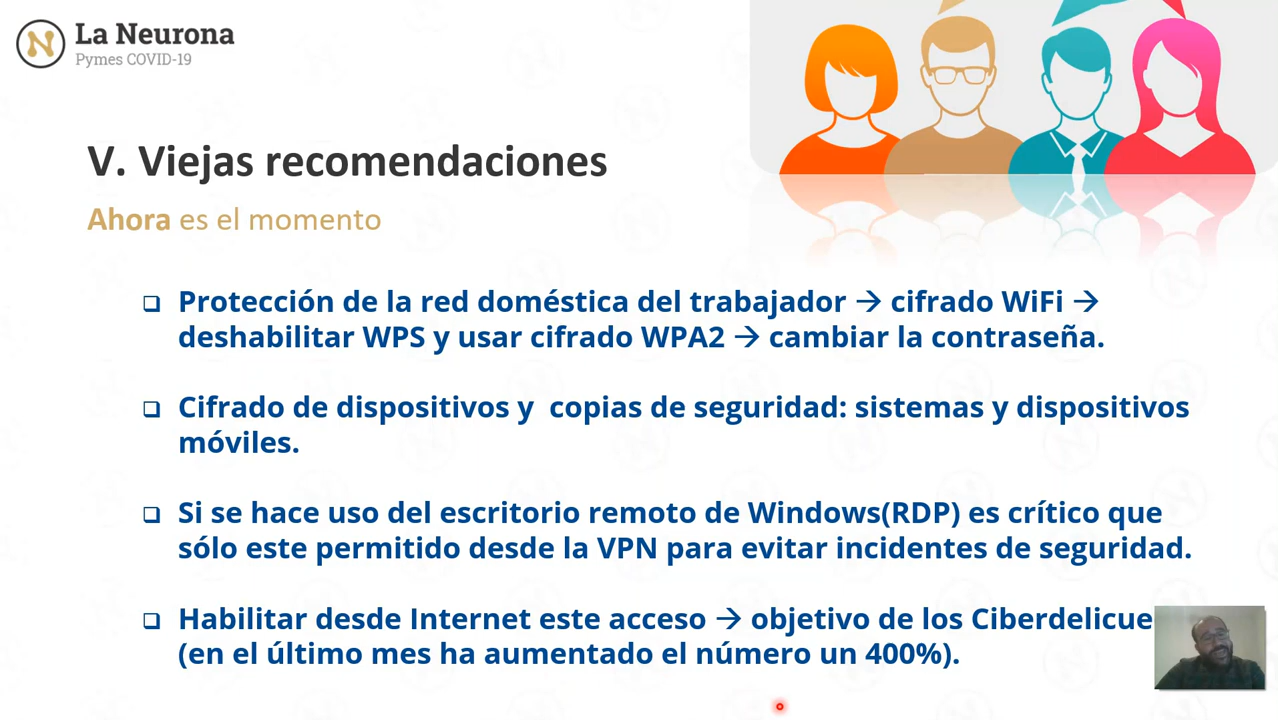 La Neurona
Pymes COVID-19
V. Viejas recomendaciones
Ahora es el momento
Protección de la red doméstica del trabajador → cifrado WiFi →
deshabilitar WPS y usar cifrado WPA2 → cambiar la contraseña.
Cifrado de dispositivos y copias de seguridad: sistemas y dispositivos
móviles.
Si se hace uso del escritorio remoto de Windows(RDP) es crítico que
sólo este permitido desde la VPN para evitar incidentes de seguridad.
Habilitar desde Internet este acceso → objetivo de los
(en el último mes ha aumentado el número un 400%).